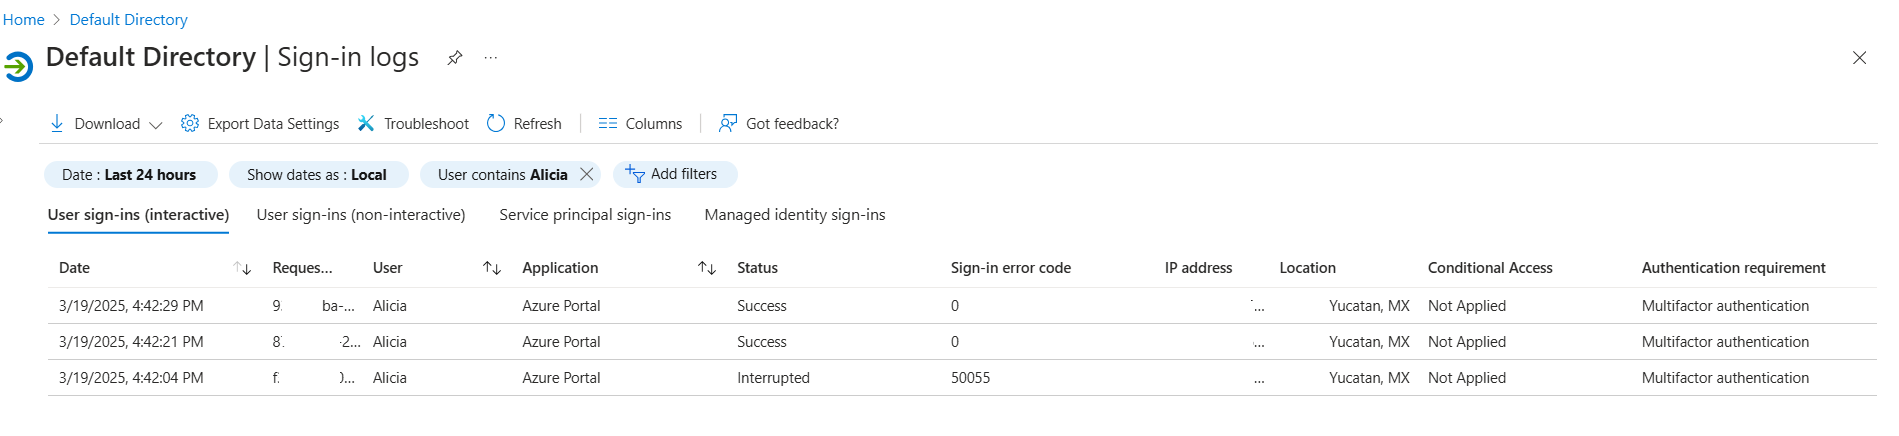 Home > Default Directory
Default Directory | Sign-in logs ...
Download Export Data Settings Troubleshoot Refresh Columns Got feedback?
Date : Last 24 hours Show dates as : Local User contains Alicia Add filters
User sign-ins (interactive) User sign-ins (non-interactive) Service principal sign-ins Managed identity sign-ins
Date Reques... User Application Status Sign-in error code IP address Location Conditional Access Authentication requirement
3/19/2025, 4:42:29 PM 9 ba-... Alicia Azure Portal Success 0 ... Yucatan, MX Not Applied Multifactor authentication
3/19/2025, 4:42:21 PM 8 -2... Alicia Azure Portal Success 0 ... Yucatan, MX Not Applied Multifactor authentication
3/19/2025, 4:42:04 PM f ... Alicia Azure Portal Interrupted 50055 ... Yucatan, MX Not Applied Multifactor authentication